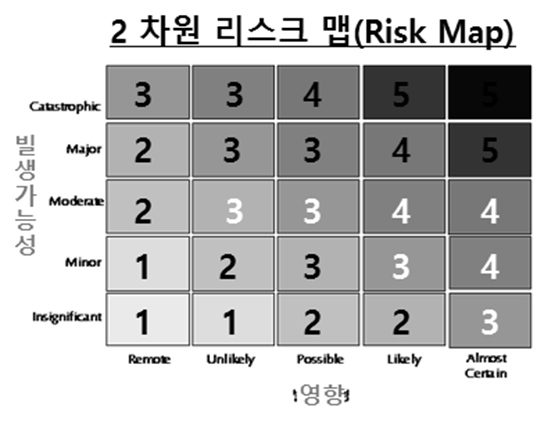 2 차원 리스크 맵(Risk Map)
Catastrophic 3 3 4 5 5
Major 2 3 3 4 5
Moderate 2 3 3 4 4
Minor 1 2 3 3 4
Insignificant 1 1 2 2 3
Remote Unlikely Possible Likely Almost Certain
빌생가능성
영향